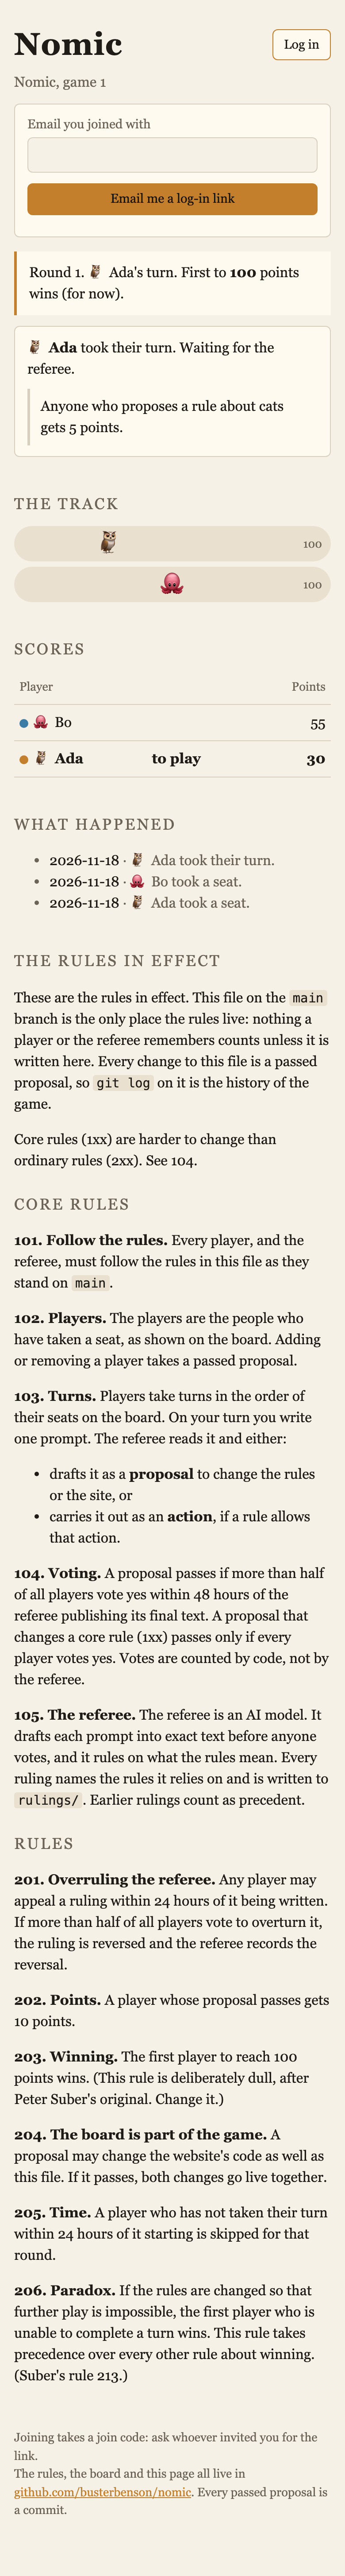 Nomic
Log in
Nomic, game 1
Email you joined with
Email me a log-in link
Round 1. 🦉 Ada's turn. First to 100 points
wins (for now).
🦉 Ada took their turn. Waiting for the
referee.
Anyone who proposes a rule about cats
gets 5 points.
THE TRACK
🦉 100
🐙 100
SCORES
Player Points
🐙 Bo 55
🦉 Ada to play 30
WHAT HAPPENED
• 2026-11-18 · 🦉 Ada took their turn.
• 2026-11-18 · 🐙 Bo took a seat.
• 2026-11-18 · 🦉 Ada took a seat.
THE RULES IN EFFECT
These are the rules in effect. This file on the main
branch is the only place the rules live: nothing a
player or the referee remembers counts unless it is
written here. Every change to this file is a passed
proposal, so git log on it is the history of the
game.
Core rules (1xx) are harder to change than
ordinary rules (2xx). See 104.
CORE RULES
101. Follow the rules. Every player, and the
referee, must follow the rules in this file as they
stand on main.
102. Players. The players are the people who
have taken a seat, as shown on the board. Adding
or removing a player takes a passed proposal.
103. Turns. Players take turns in the order of
their seats on the board. On your turn you write
one prompt. The referee reads it and either:
• drafts it as a proposal to change the rules
or the site, or
• carries it out as an action, if a rule allows
that action.
104. Voting. A proposal passes if more than half
of all players vote yes within 48 hours of the
referee publishing its final text. A proposal that
changes a core rule (1xx) passes only if every
player votes yes. Votes are counted by code, not by
the referee.
105. The referee. The referee is an AI model. It
drafts each prompt into exact text before anyone
votes, and it rules on what the rules mean. Every
ruling names the rules it relies on and is written to
rulings/. Earlier rulings count as precedent.
RULES
201. Overruling the referee. Any player may
appeal a ruling within 24 hours of it being written.
If more than half of all players vote to overturn it,
the ruling is reversed and the referee records the
reversal.
202. Points. A player whose proposal passes gets
10 points.
203. Winning. The first player to reach 100
points wins. (This rule is deliberately dull, after
Peter Suber's original. Change it.)
204. The board is part of the game. A
proposal may change the website's code as well as
this file. If it passes, both changes go live together.
205. Time. A player who has not taken their turn
within 24 hours of it starting is skipped for that
round.
206. Paradox. If the rules are changed so that
further play is impossible, the first player who is
unable to complete a turn wins. This rule takes
precedence over every other rule about winning.
(Suber's rule 213.)
Joining takes a join code: ask whoever invited you for the
link.
The rules, the board and this page all live in
github.com/busterbenson/nomic. Every passed proposal is
a commit.